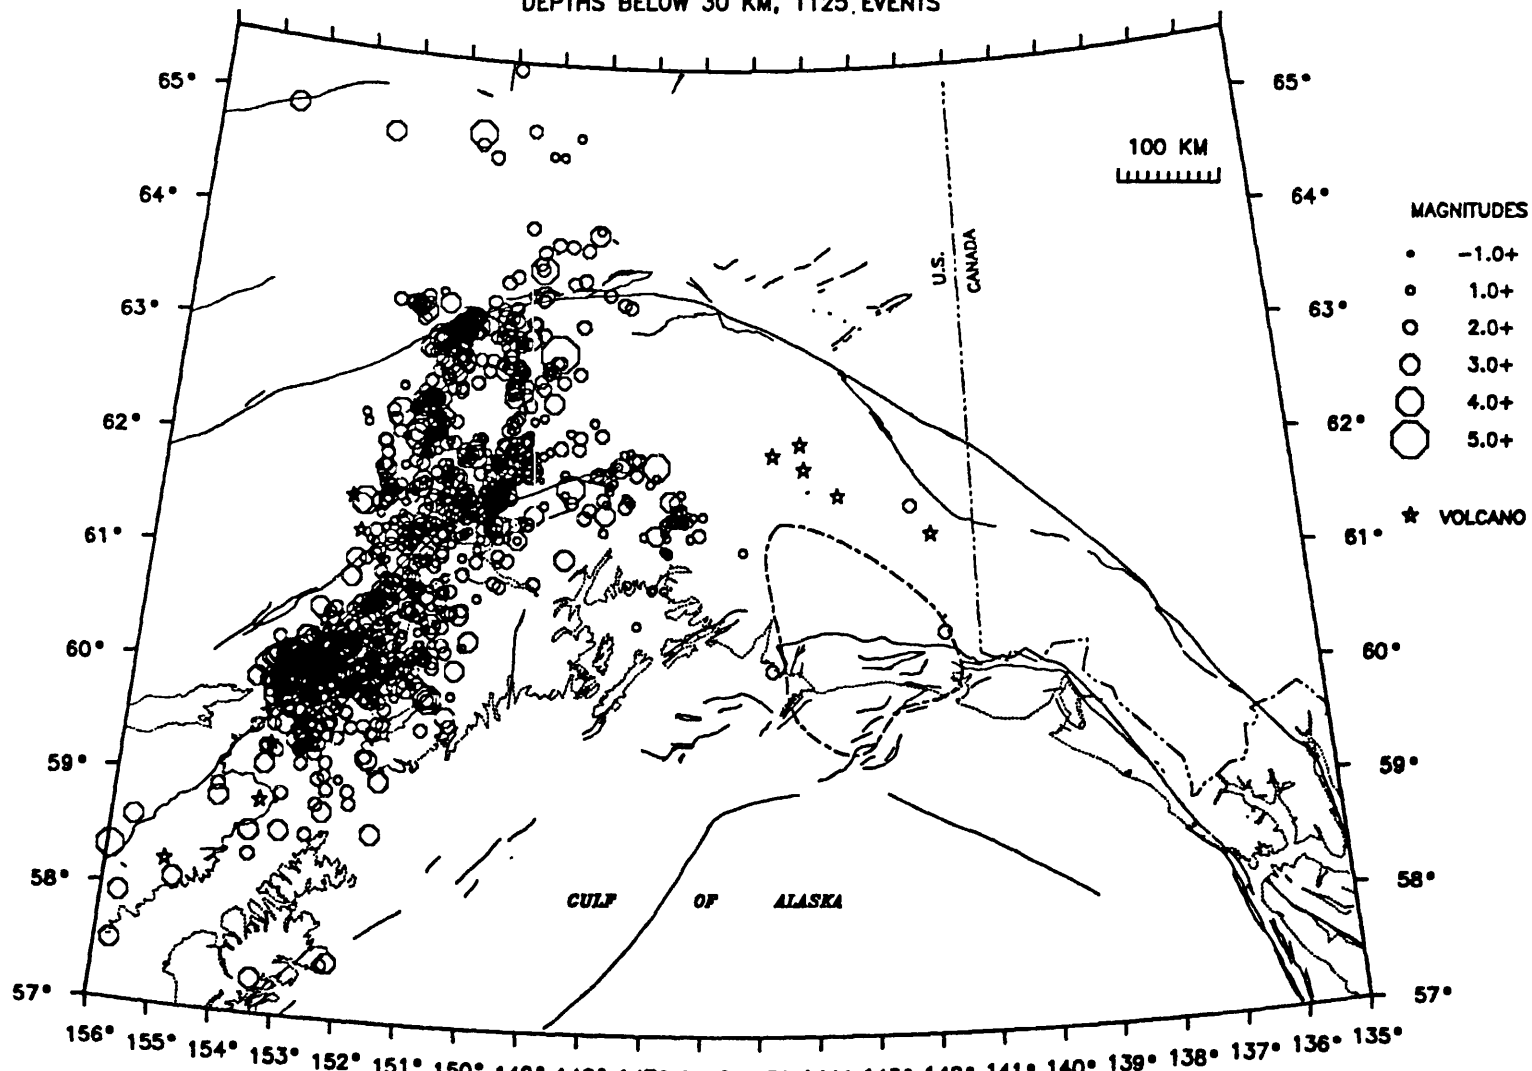 DEPTHS BELOW 30 KM, 1125 EVENTS
65° 65°
100 KM
64° 64°
MAGNITUDES
-1.0+
1.0+
2.0+
3.0+
4.0+
5.0+
U.S.
CANADA
63° 63°
62° 62°
VOLCANO
61° 61°
60° 60°
59° 59°
58° 58°
GULF OF ALASKA
57° 57°
156° 155° 154° 153° 152° 151° 150° 141° 140° 139° 138° 137° 136° 135°